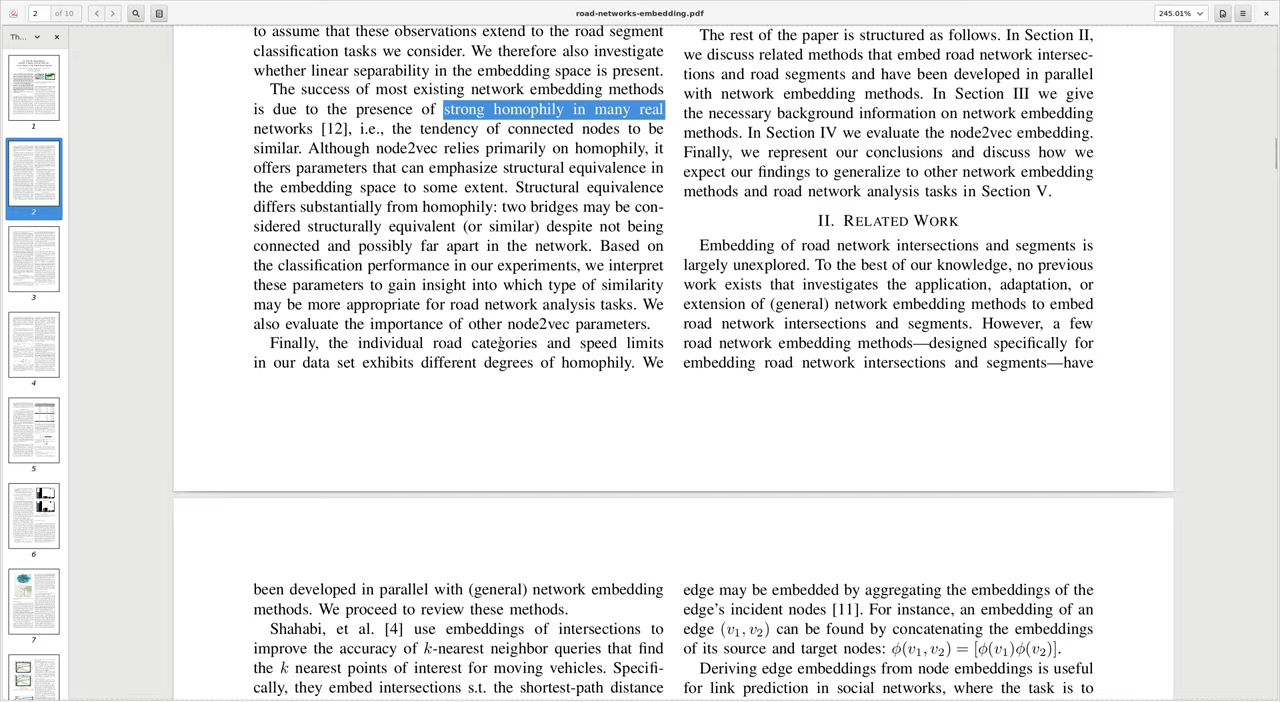 2 of 10
road-networks-embedding.pdf
245.01%
Th...
1
2
3
4
5
6
7
to assume that these observations extend to the road segment
classification tasks we consider. We therefore also investigate
whether linear separability in the embedding space is present.
The success of most existing network embedding methods
is due to the presence of strong homophily in many real
networks [12], i.e., the tendency of connected nodes to be
similar. Although node2vec relies primarily on homophily, it
offers parameters that can adapt to structural equivalence in
the embedding space to some extent. Structural equivalence
differs substantially from homophily: two bridges may be con-
sidered structurally equivalent (or similar) despite not being
connected and possibly far apart in the network. Based on
the classification performance in our experiments, we interpret
these parameters to gain insight into which type of similarity
may be more appropriate for road network analysis tasks. We
also evaluate the importance of other node2vec parameters.
Finally, the individual road categories and speed limits
in our data set exhibits different degrees of homophily. We
The rest of the paper is structured as follows. In Section II,
we discuss related methods that embed road network intersec-
tions or road segments and have been developed in parallel
with network embedding methods. In Section III we give
the necessary background information on network embedding
methods. In Section IV we evaluate the node2vec embedding.
Finally, we represent our conclusions and discuss how we
expect our findings to generalize to other network embedding
methods and road network analysis tasks in Section V.
II. RELATED WORK
Embedding of road network intersections and segments is
largely unexplored. To the best of our knowledge, no previous
work exists that investigates the application, adaptation, or
extension of (general) network embedding methods to embed
road network intersections and segments. However, a few
road network embedding methods—designed specifically for
embedding road network intersections and segments—have
been developed in parallel with (general) network embedding
methods. We proceed to review these methods.
et al. [4] use embeddings of intersections to
improve the accuracy of k-nearest neighbor queries that find
the k nearest points of interest to moving vehicles. Specifi-
cally, they embed intersections the shortest-path distance
edge may be embedded by aggregating the embeddings of the
edge's incident nodes [11]. For instance, an embedding of an
edge (v₁, v₂) can be found by concatenating the embeddings
of its source and target nodes: ϕ(v₁, v₂) = [ϕ(v₁)ϕ(v₂)].
Deriving edge embeddings from node embeddings is useful
for link prediction in social networks, where the task is to